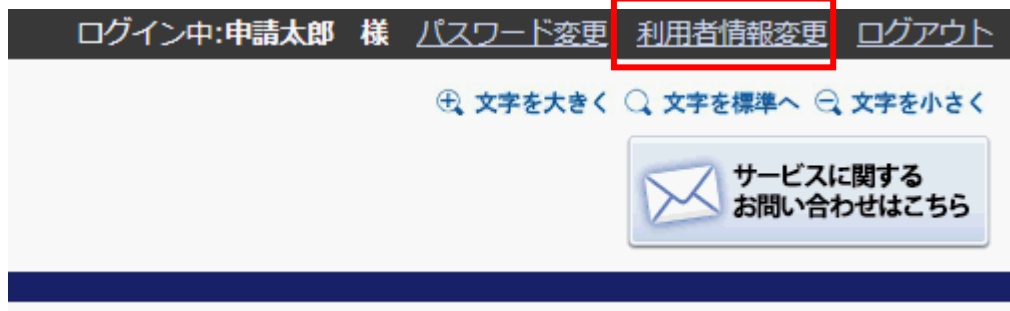 ログイン中:申請太郎 様 パスワード変更 利用者情報変更 ログアウト
文字を大きく 文字を標準へ 文字を小さく
サービスに関する
お問い合わせはこちら